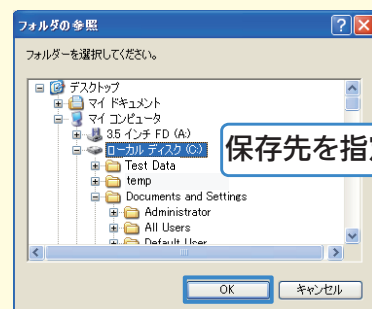 フォルダの参照
フォルダーを選択してください。
デスクトップ
マイ ドキュメント
マイ コンピュータ
3.5 インチ FD (A:)
ローカル ディスク (C:)
保存先を指
Test Data
temp
Documents and Settings
Administrator
All Users
Default User
OK
キャンセル